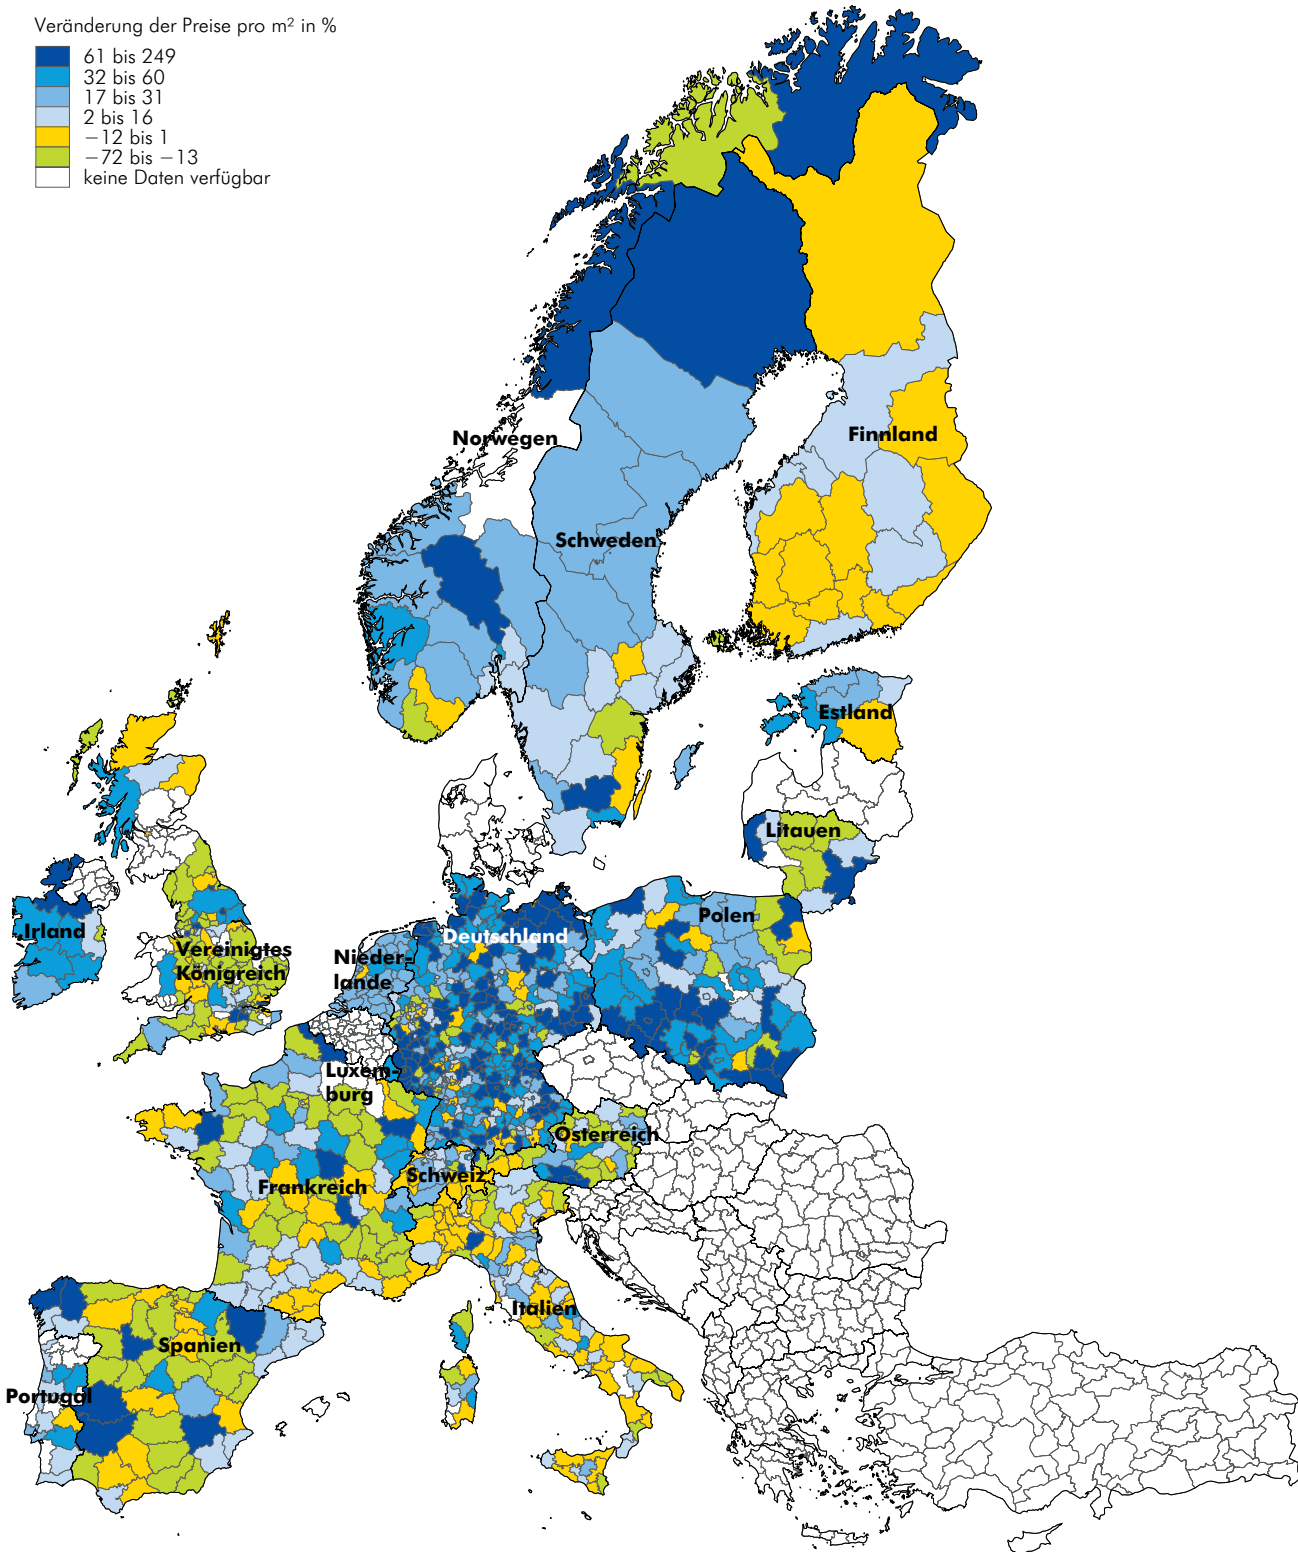 Veränderung der Preise pro m² in %
61 bis 249
32 bis 60
17 bis 31
2 bis 16
−12 bis 1
−72 bis −13
keine Daten verfügbar
Norwegen
Finnland
Schweden
Estland
Litauen
Polen
Irland
Deutschland
Vereinigtes
Königreich
Nieder-
lande
Luxem-
burg
Österreich
Schweiz
Frankreich
Italien
Spanien
Portugal